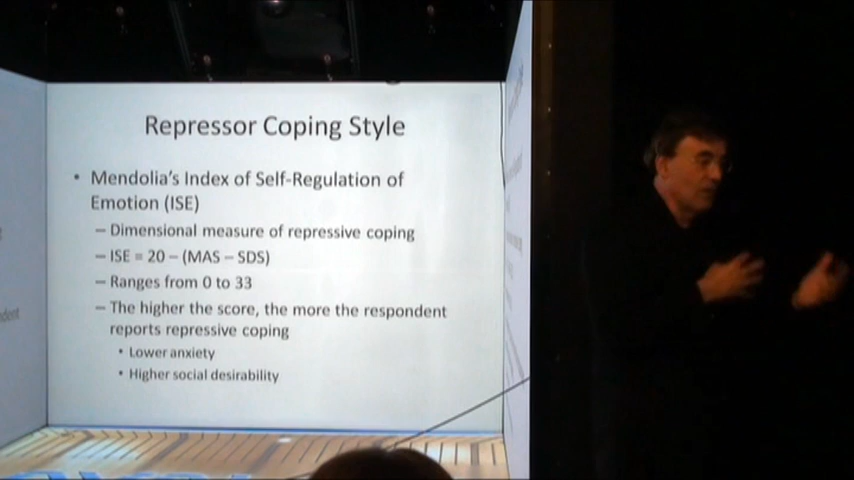 Repressor Coping Style
• Mendolia's Index of Self-Regulation of
Emotion (ISE)
– Dimensional measure of repressive coping
– ISE = 20 – (MAS – SDS)
– Ranges from 0 to 33
– The higher the score, the more the respondent
reports repressive coping
• Lower anxiety
• Higher social desirability